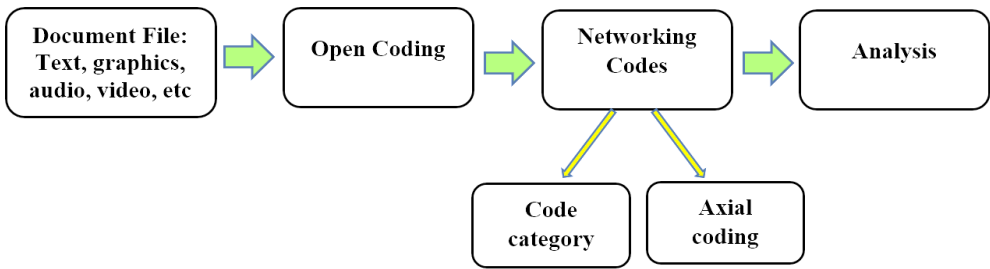 Document File:
Text, graphics,
audio, video, etc
Open Coding
Networking
Codes
Analysis
Code
category
Axial
coding